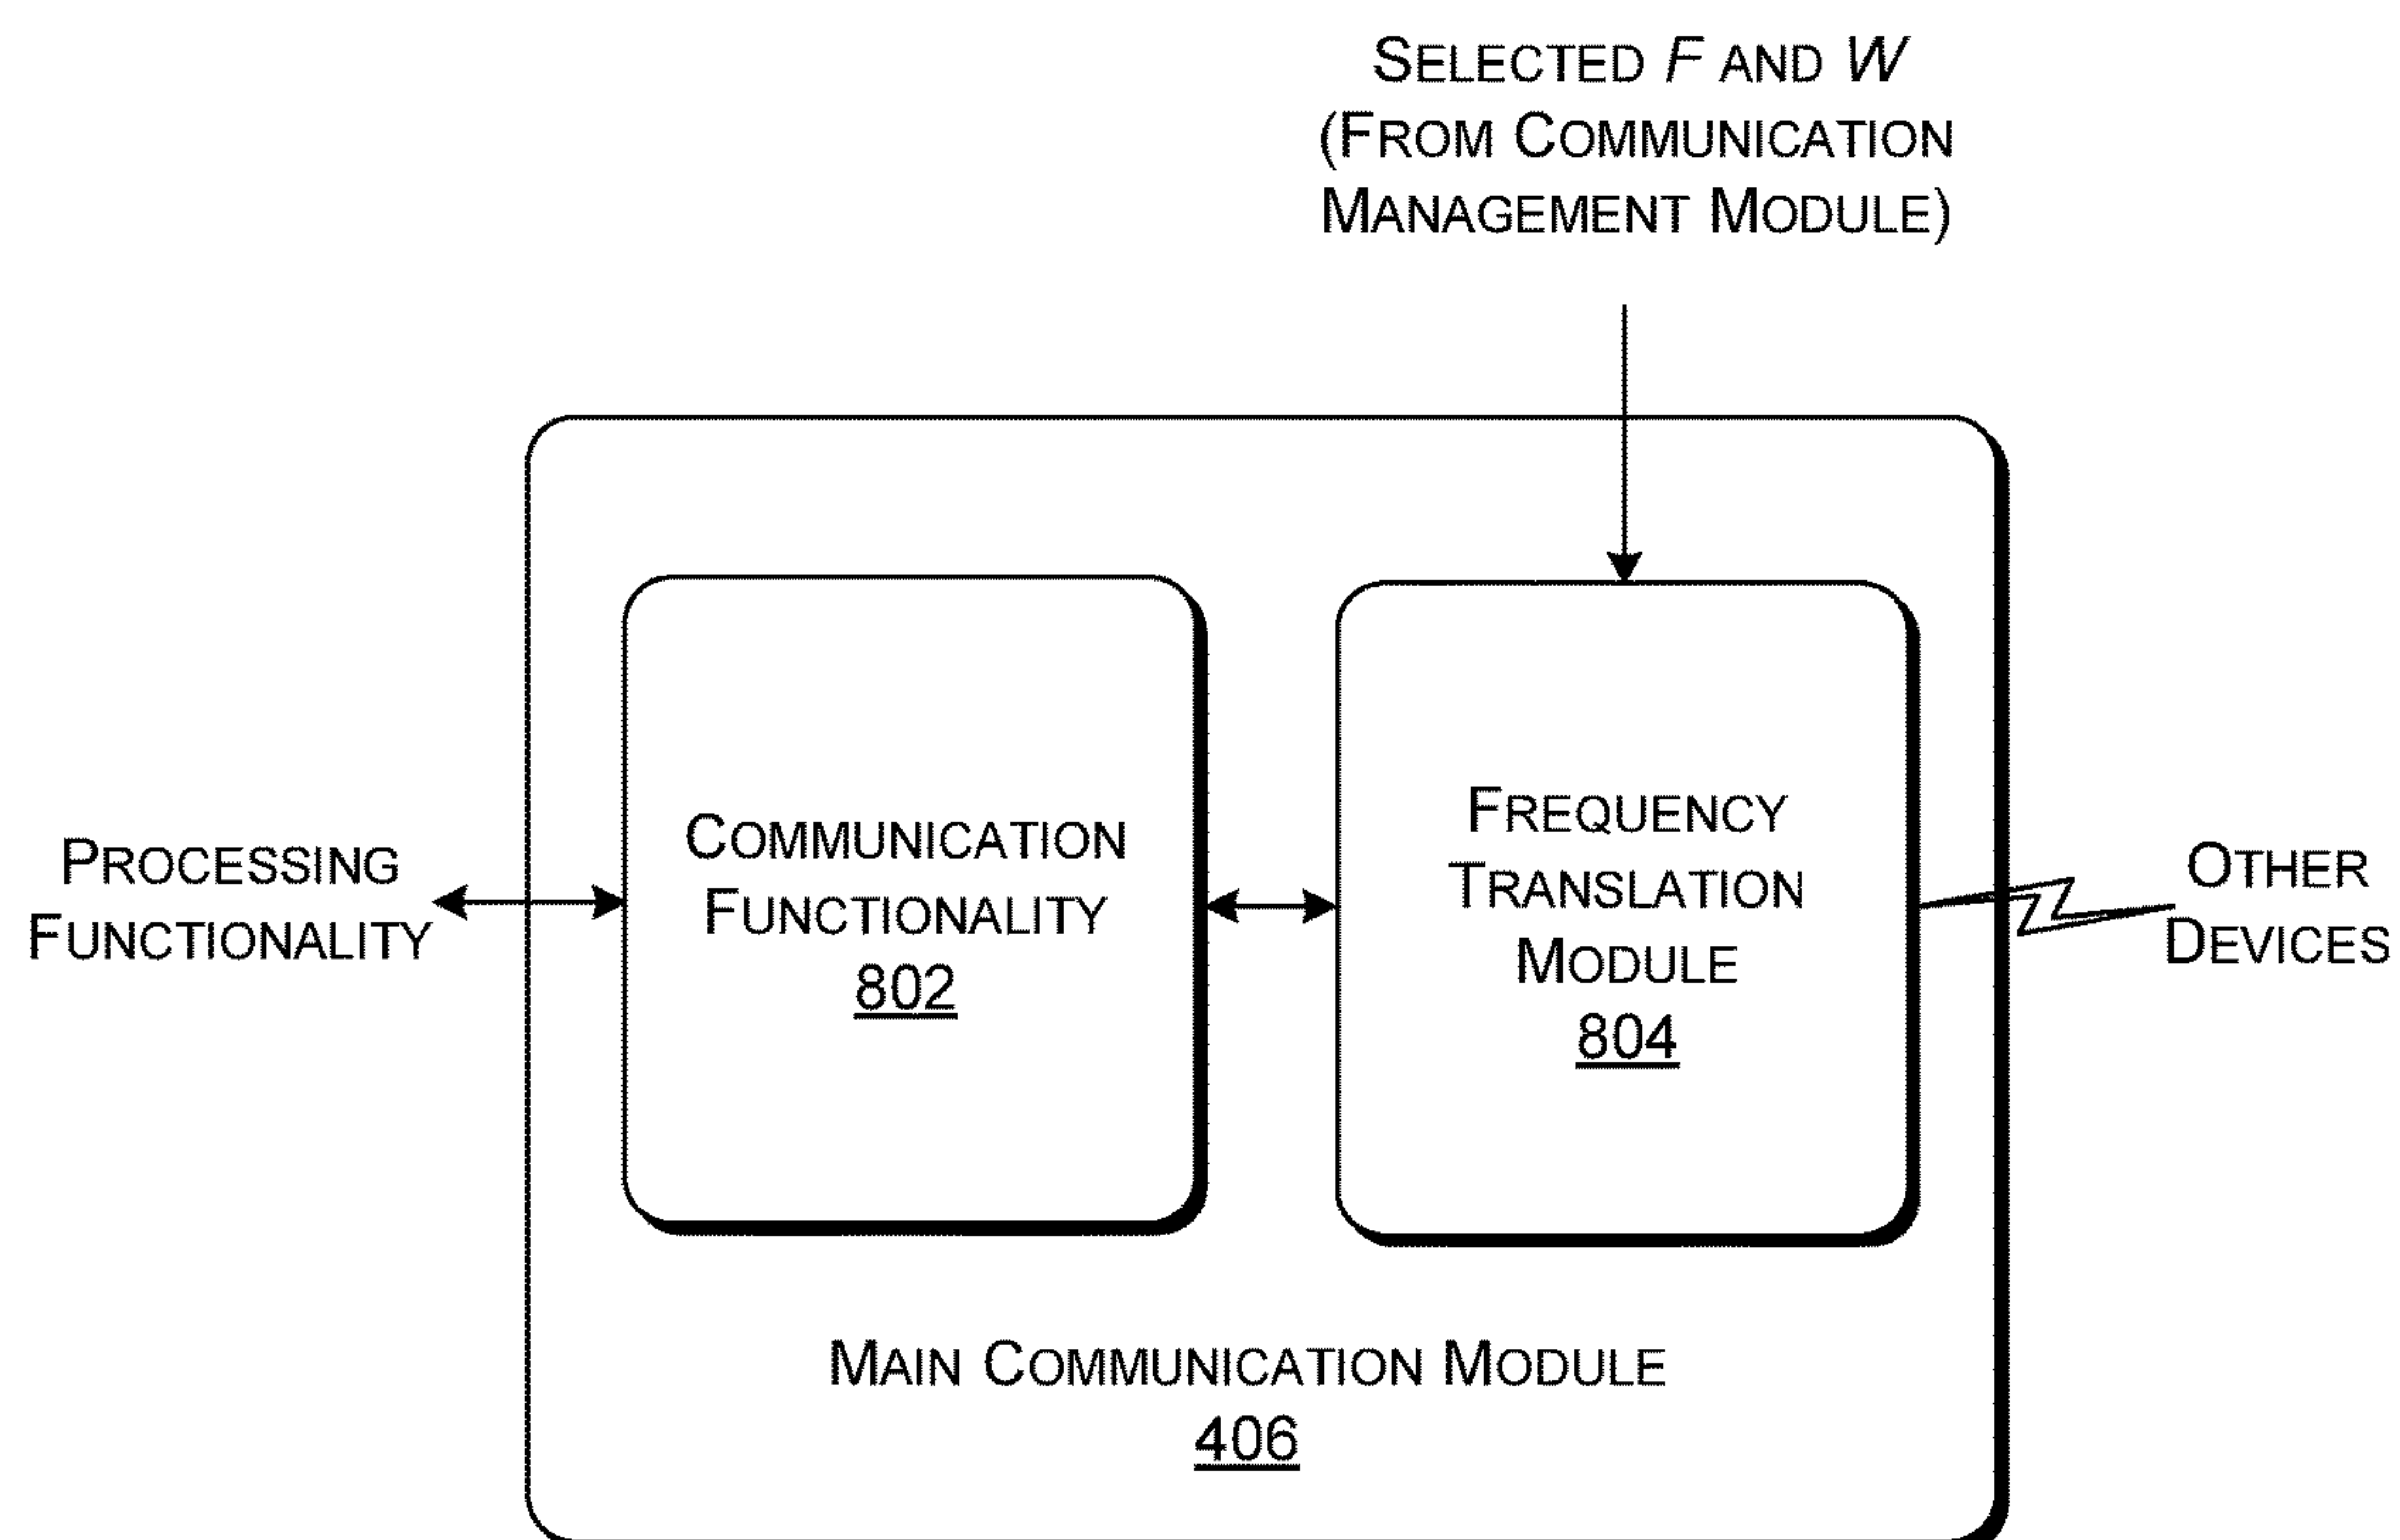 SELECTED F AND W
(FROM COMMUNICATION
MANAGEMENT MODULE)
PROCESSING
FUNCTIONALITY
COMMUNICATION
FUNCTIONALITY
802
FREQUENCY
TRANSLATION
MODULE
804
OTHER
DEVICES
MAIN COMMUNICATION MODULE
406